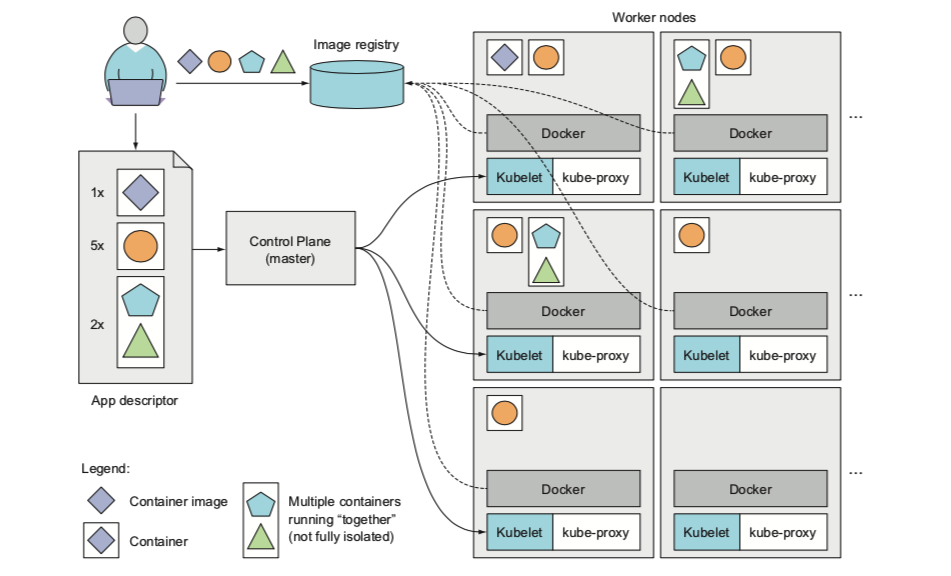 Worker nodes
Image registry
Docker
Kubelet
kube-proxy
Docker
Kubelet
kube-proxy
...
1x
5x
2x
App descriptor
Control Plane
(master)
Docker
Kubelet
kube-proxy
Docker
Kubelet
kube-proxy
...
Docker
Kubelet
kube-proxy
Docker
Kubelet
kube-proxy
...
Legend:
Container image
Container
Multiple containers
running “together”
(not fully isolated)